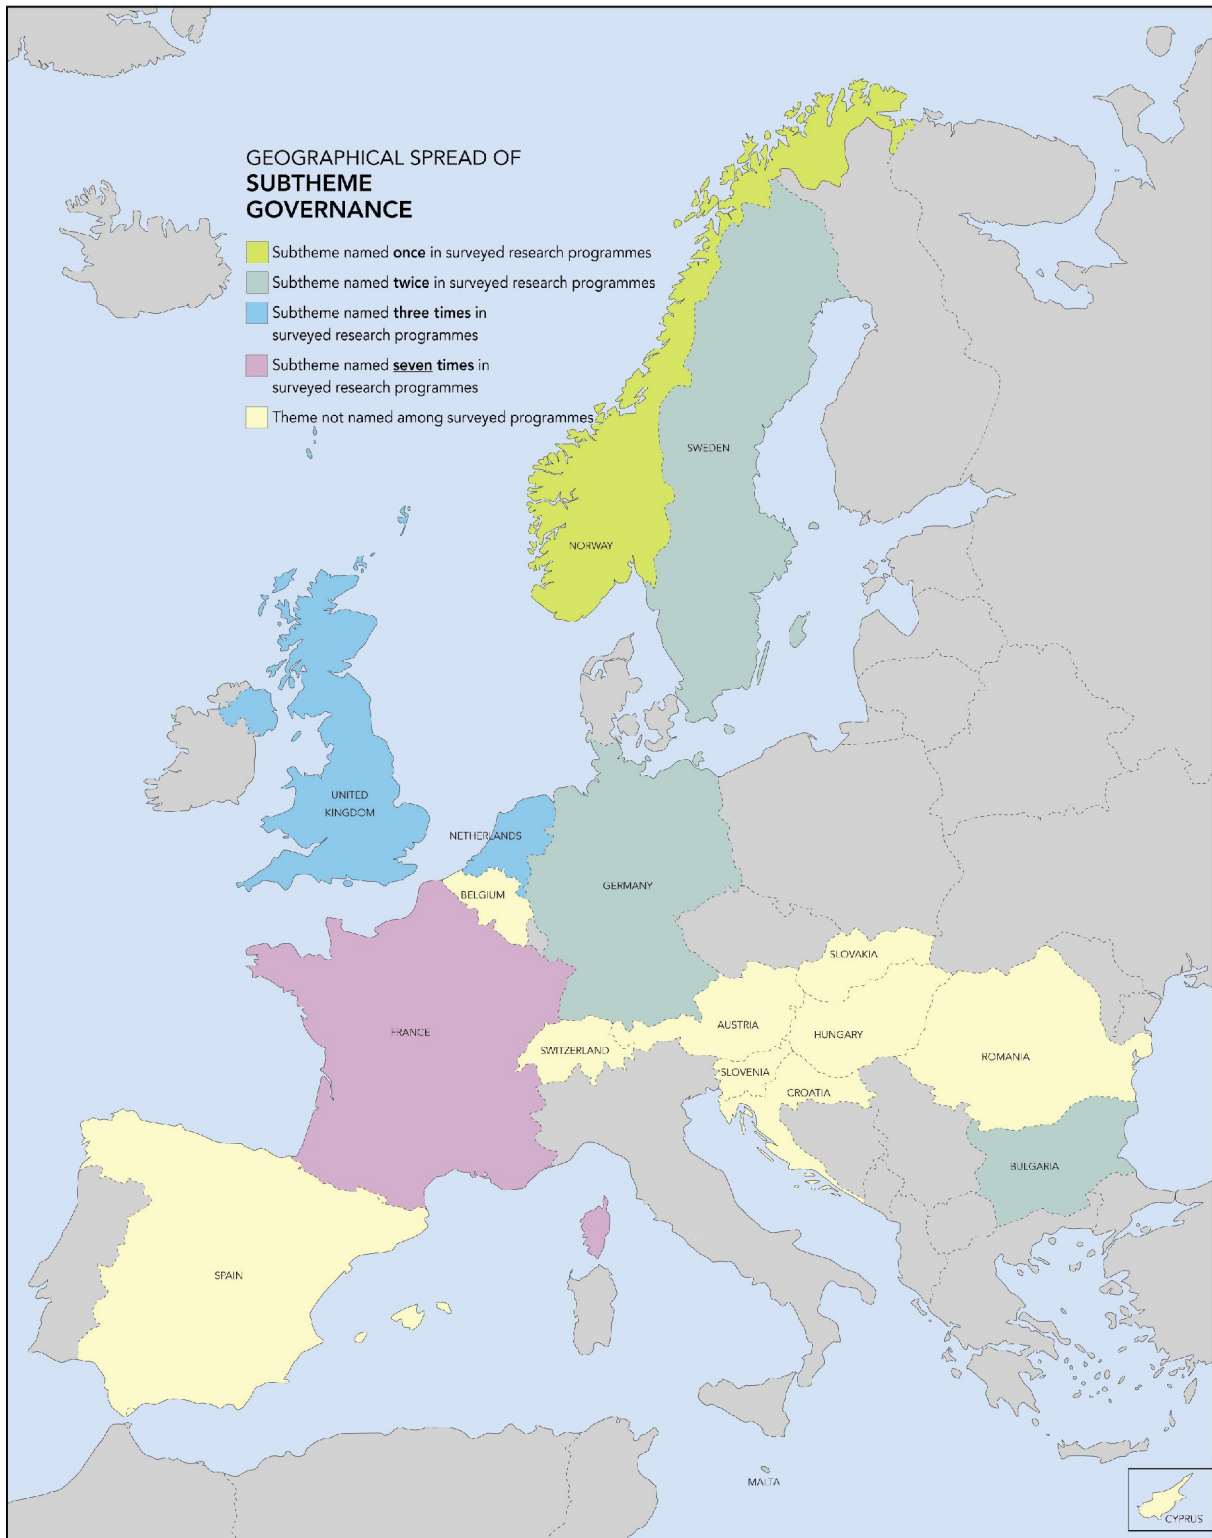 GEOGRAPHICAL SPREAD OF
SUBTHEME
GOVERNANCE
Subtheme named once in surveyed research programmes
Subtheme named twice in surveyed research programmes
Subtheme named three times in
surveyed research programmes
Subtheme named seven times in
surveyed research programmes
Theme not named among surveyed programmes
SWEDEN
NORWAY
UNITED
KINGDOM
NETHERLANDS
BELGIUM
GERMANY
SLOVAKIA
FRANCE
AUSTRIA
HUNGARY
SWITZERLAND
ROMANIA
SLOVENIA
CROATIA
BULGARIA
SPAIN
MALTA
CYPRUS